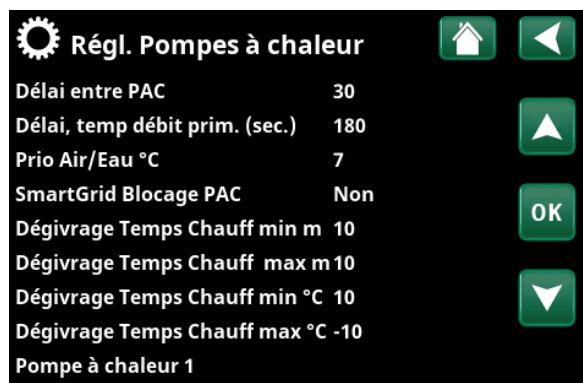 Régl. Pompes à chaleur
Délai entre PAC 30
Délai, temp débit prim. (sec.) 180
Prio Air/Eau °C 7
SmartGrid Blocage PAC Non
OK
Dégivrage Temps Chauff min m 10
Dégivrage Temps Chauff  max m 10
Dégivrage Temps Chauff min °C 10
Dégivrage Temps Chauff max °C -10
Pompe à chaleur 1